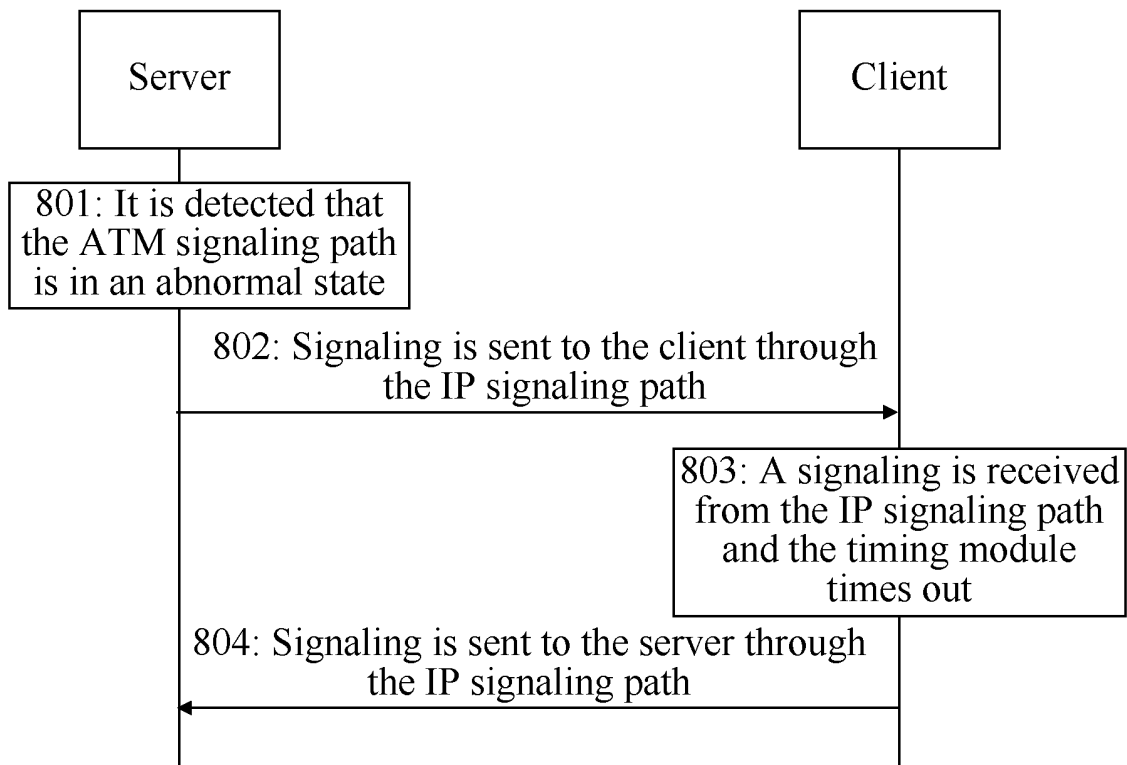 Server
Client
801: It is detected that
the ATM signaling path
is in an abnormal state
802: Signaling is sent to the client through
the IP signaling path
803: A signaling is received
from the IP signaling path
and the timing module
times out
804: Signaling is sent to the server through
the IP signaling path